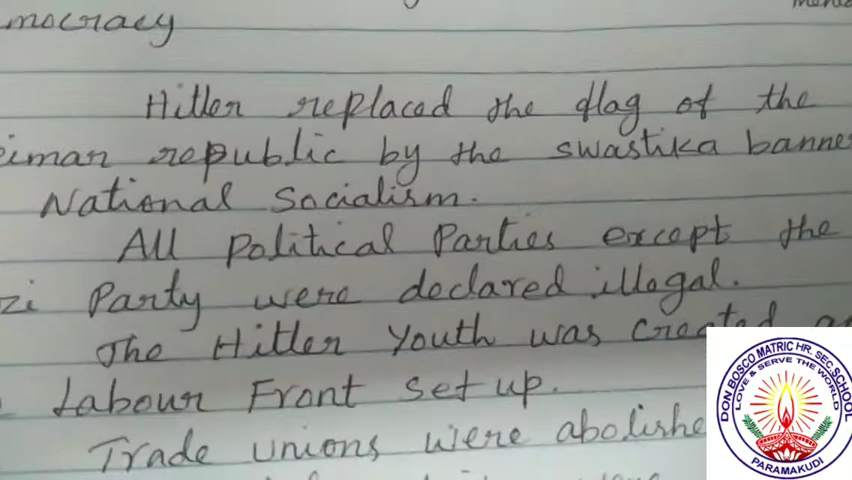 mocracy
Hitler replaced the flag of the
eimar republic by the swastika banne
National Socialism.
All Political Parties except the
zi Party were declared illegal.
The Hitler Youth was created
Labour Front set up.
Trade unions were abolishe
DON BOSCO MATRIC HR. SEC. SCHOOL
LOVE & SERVE THE WORLD
PARAMAKUDI